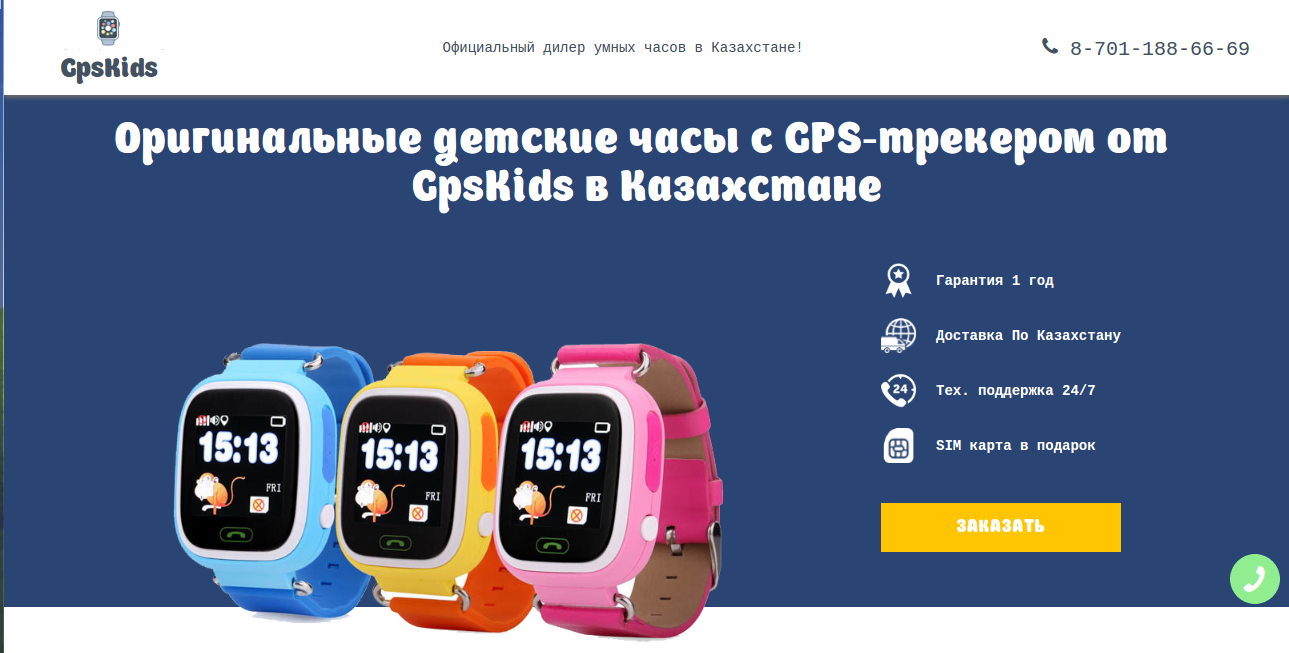 GpsKids
Официальный дилер умных часов в Казахстане!
8-701-188-66-69
Оригинальные детские часы с GPS-трекером от
GpsKids в Казахстане
Гарантия 1 год
Доставка По Казахстану
24
Тех. поддержка 24/7
SIM карта в подарок
ЗАКАЗАТЬ
15:13
FRI
15:13
FRI
15:13
FRI